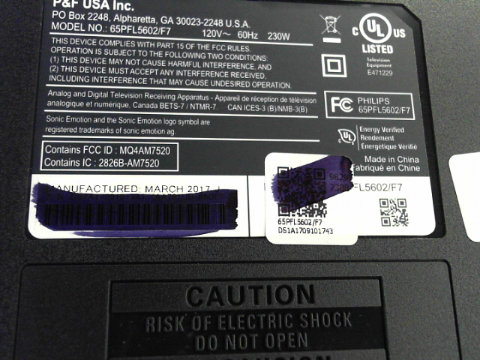 P&F USA Inc.
PO Box 2248, Alpharetta, GA 30023-2248 U.S.A.
MODEL NO.: 65PFL5602/F7 120V~ 60Hz 230W
THIS DEVICE COMPLIES WITH PART 15 OF THE FCC RULES.
OPERATION IS SUBJECT TO THE FOLLOWING TWO CONDITIONS:
(1) THIS DEVICE MAY NOT CAUSE HARMFUL INTERFERENCE, AND
(2) THIS DEVICE MUST ACCEPT ANY INTERFERENCE RECEIVED,
INCLUDING INTERFERENCE THAT MAY CAUSE UNDESIRED OPERATION.
Analog and Digital Television Receiving Apparatus - Appareil de réception de télévision
analogique et numérique, Canada BETS-7 / NTMR-7 CAN ICES-3 (B)/NMB-3(B)
Sonic Emotion and the Sonic Emotion logo symbol are
registered trademarks of sonic emotion ag.
Contains FCC ID : MQ4AM7520
Contains IC : 2826B-AM7520
c UL US
LISTED
Television
Equipment
E471229
FC PHILIPS
65PFL5602/F7
UL Energy Verified
Rendement
Énergétique Vérifié
Made in China
Fabriqué en Chine
MANUFACTURED MARCH 2017
PFL5602/F7
65PFL5602/F7
DS1A1709101743
CAUTION
RISK OF ELECTRIC SHOCK
DO NOT OPEN